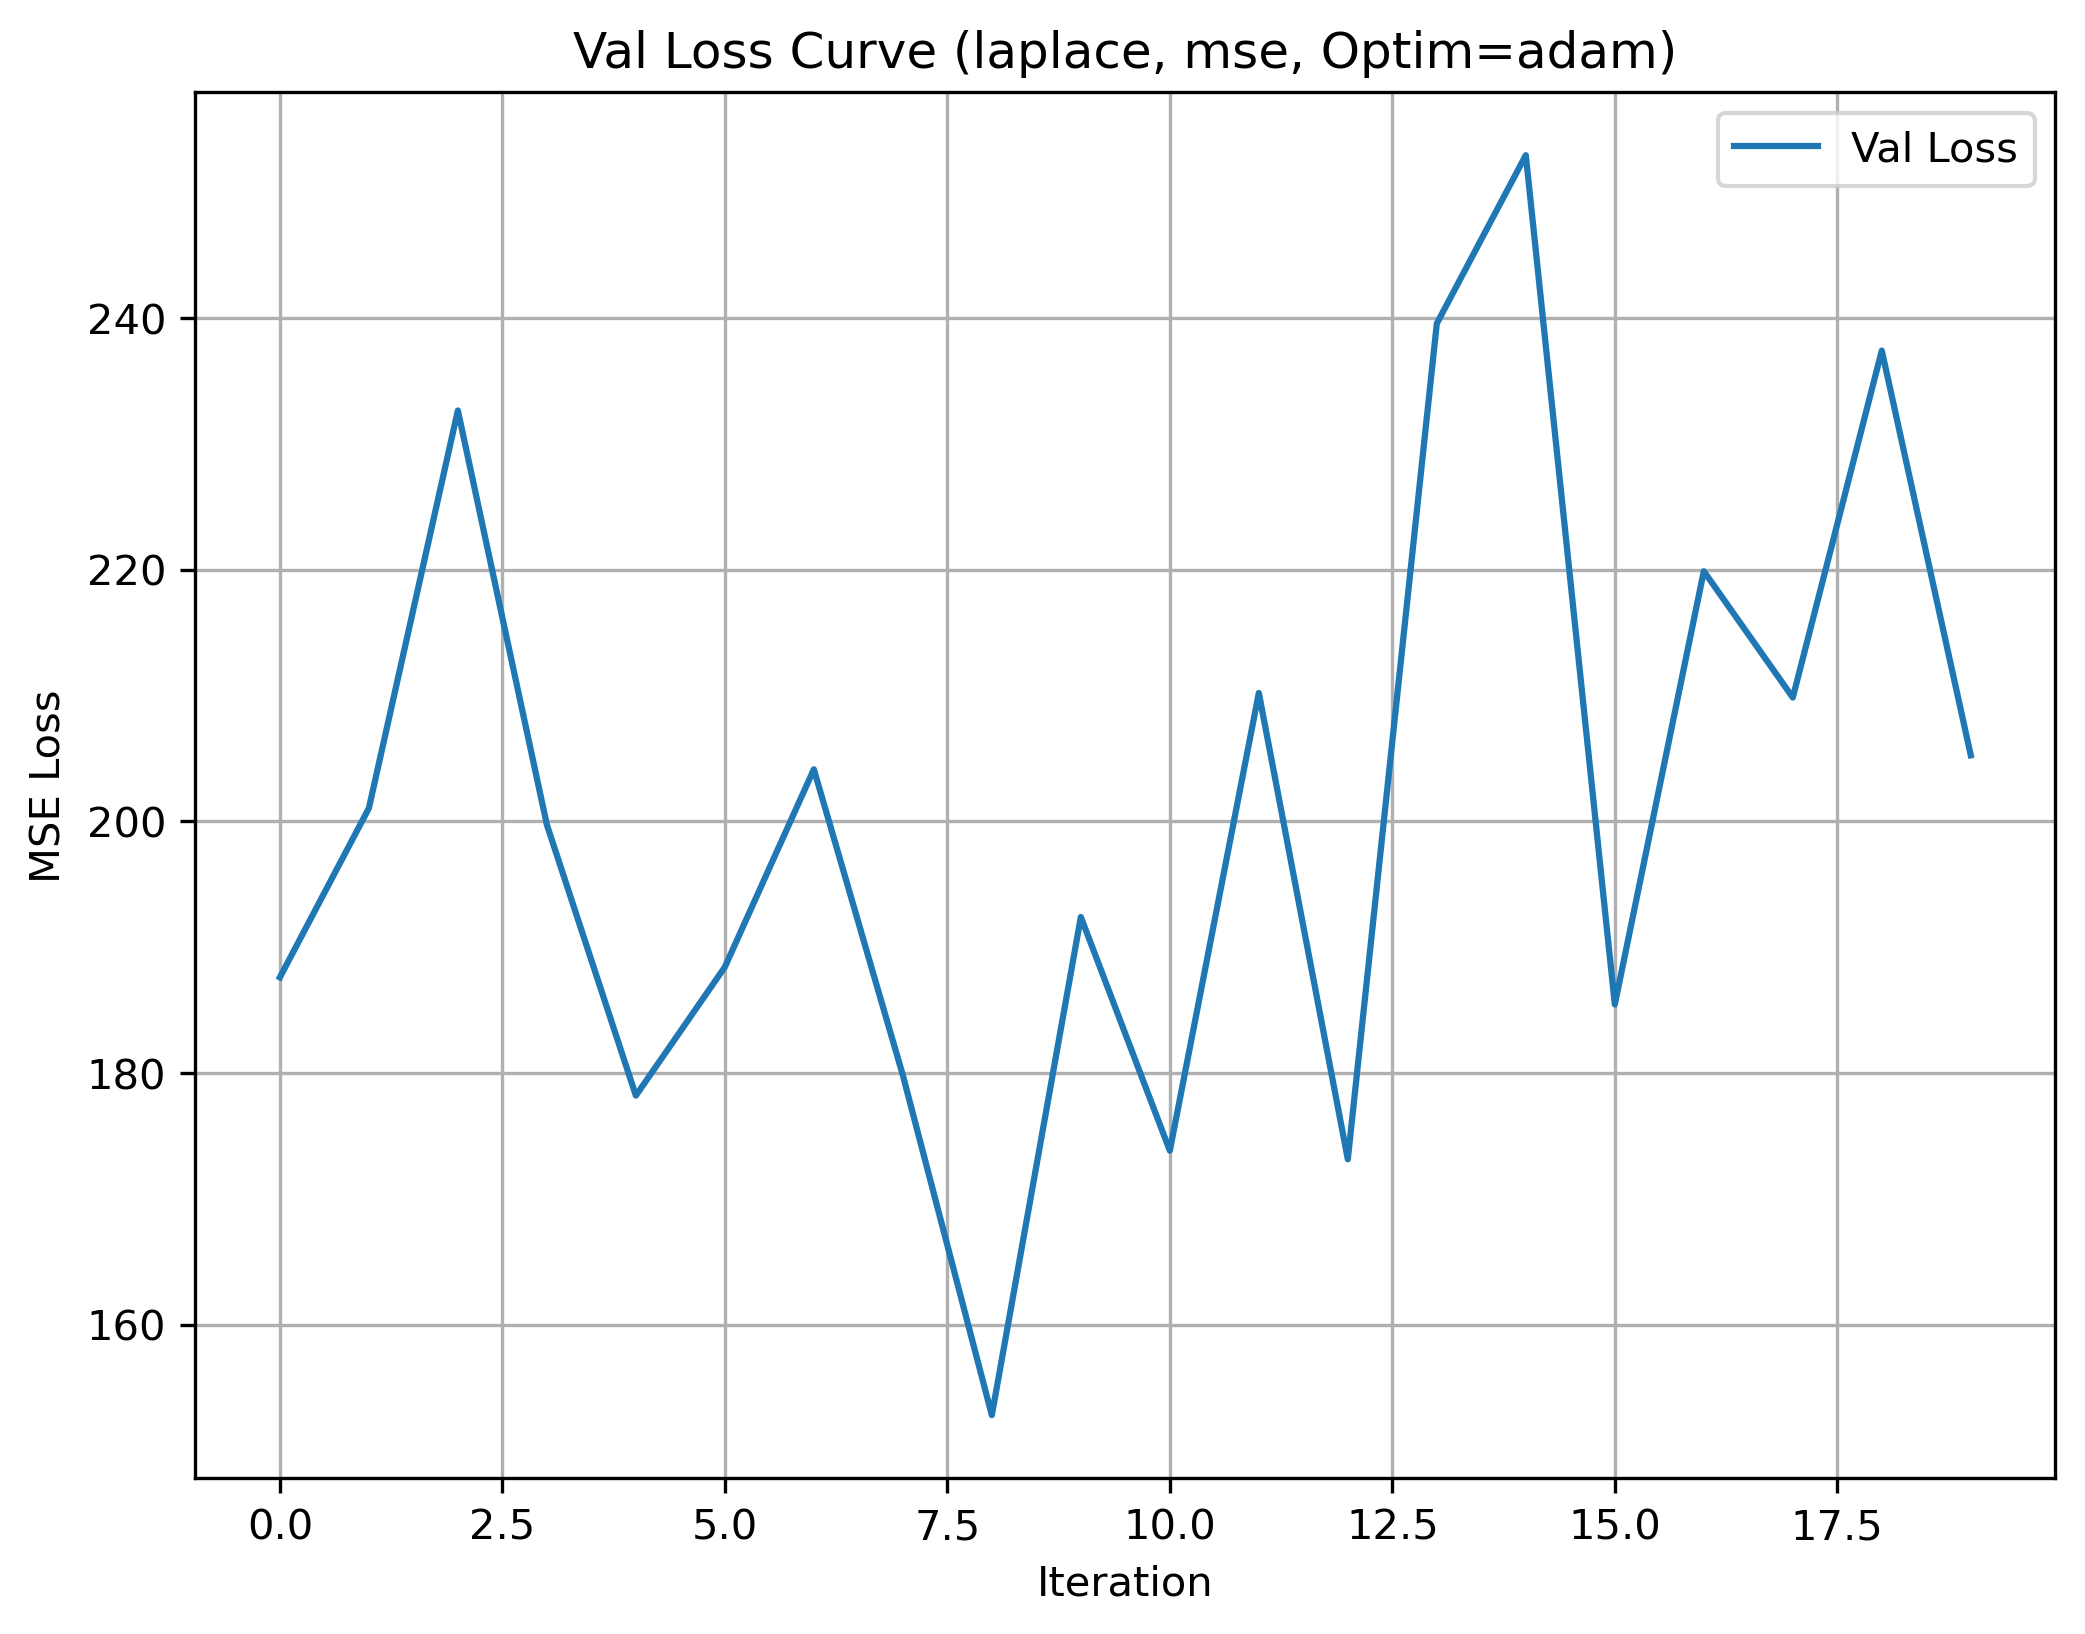 Val Loss Curve (laplace, mse, Optim=adam)
Val Loss
MSE Loss
240
220
200
180
160
0.0 2.5 5.0 7.5 10.0 12.5 15.0 17.5
Iteration